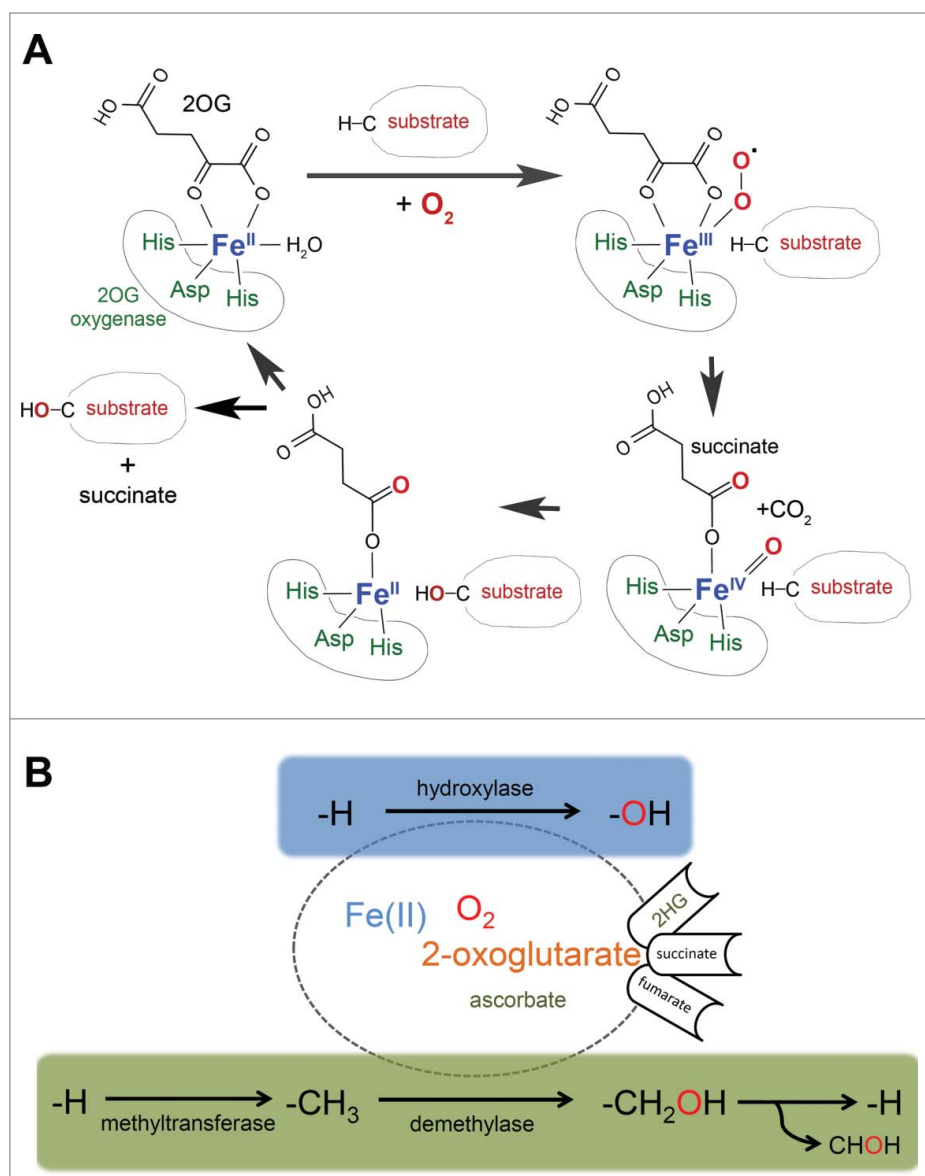 A
HO
O
2OG
O
O
O
His
Fe^II
H₂O
Asp
His
2OG
oxygenase
H–C substrate
+ O₂
HO
O
O
O
O
O·
O
His
Fe^III
H–C substrate
Asp
His
OH
O
succinate
O
+CO₂
O
O
His
Fe^IV
H–C substrate
Asp
His
OH
O
O
O
His
Fe^II
HO–C substrate
Asp
His
HO–C substrate
+
succinate
B
-H
hydroxylase
-OH
Fe(II)
O₂
2-oxoglutarate
ascorbate
2HG
succinate
fumarate
-H
methyltransferase
-CH₃
demethylase
-CH₂OH
-H
CHOH